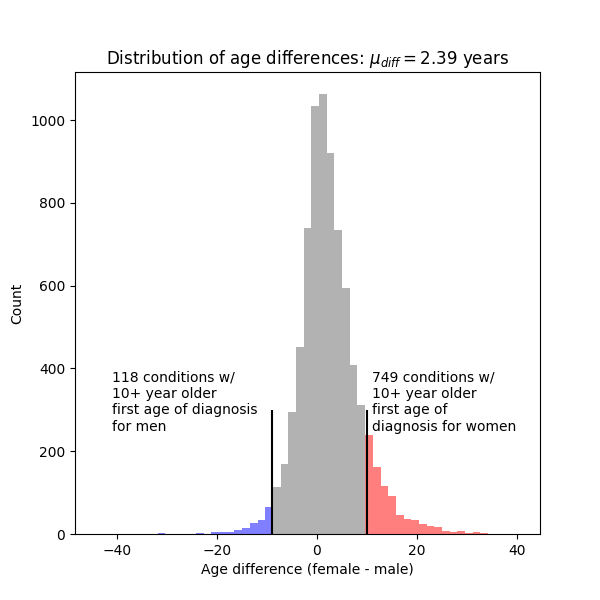 Distribution of age differences: μ_diff = 2.39 years
Count
1000
800
600
400
200
0
118 conditions w/
10+ year older
first age of diagnosis
for men
749 conditions w/
10+ year older
first age of
diagnosis for women
−40
−20
0
20
40
Age difference (female - male)